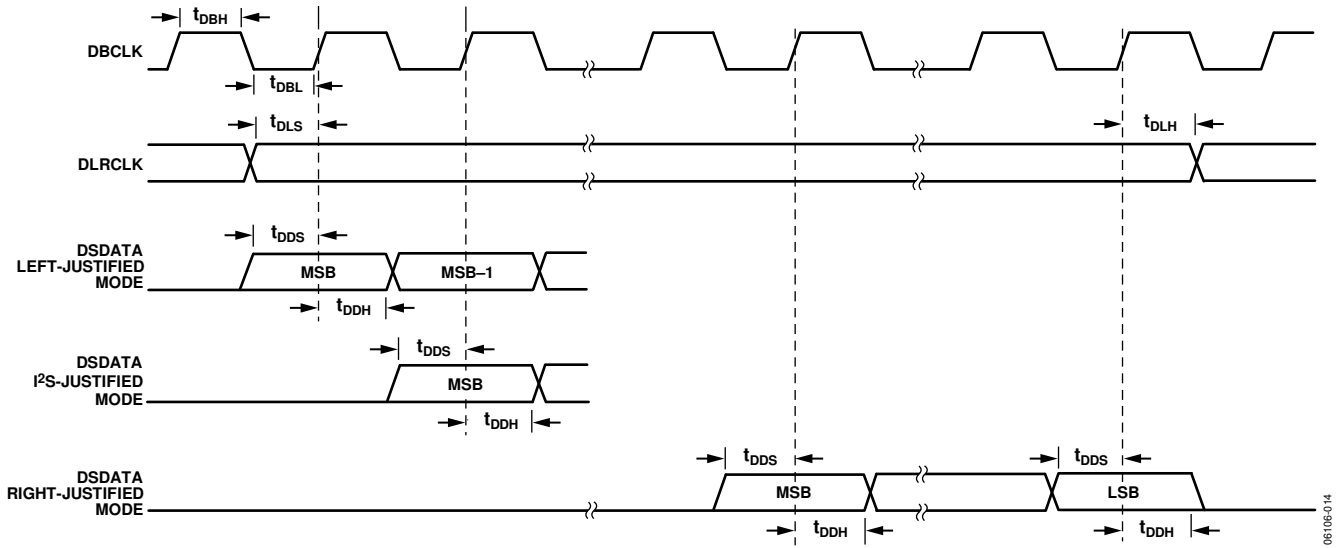 tDBH
DBCLK
tDBL
tDLS
tDLH
DLRCLK
tDDS
DSDATA
LEFT-JUSTIFIED
MODE
MSB
MSB–1
tDDH
tDDS
DSDATA
I²S-JUSTIFIED
MODE
MSB
tDDH
tDDS
tDDS
DSDATA
RIGHT-JUSTIFIED
MODE
MSB
LSB
tDDH
tDDH
06106-014